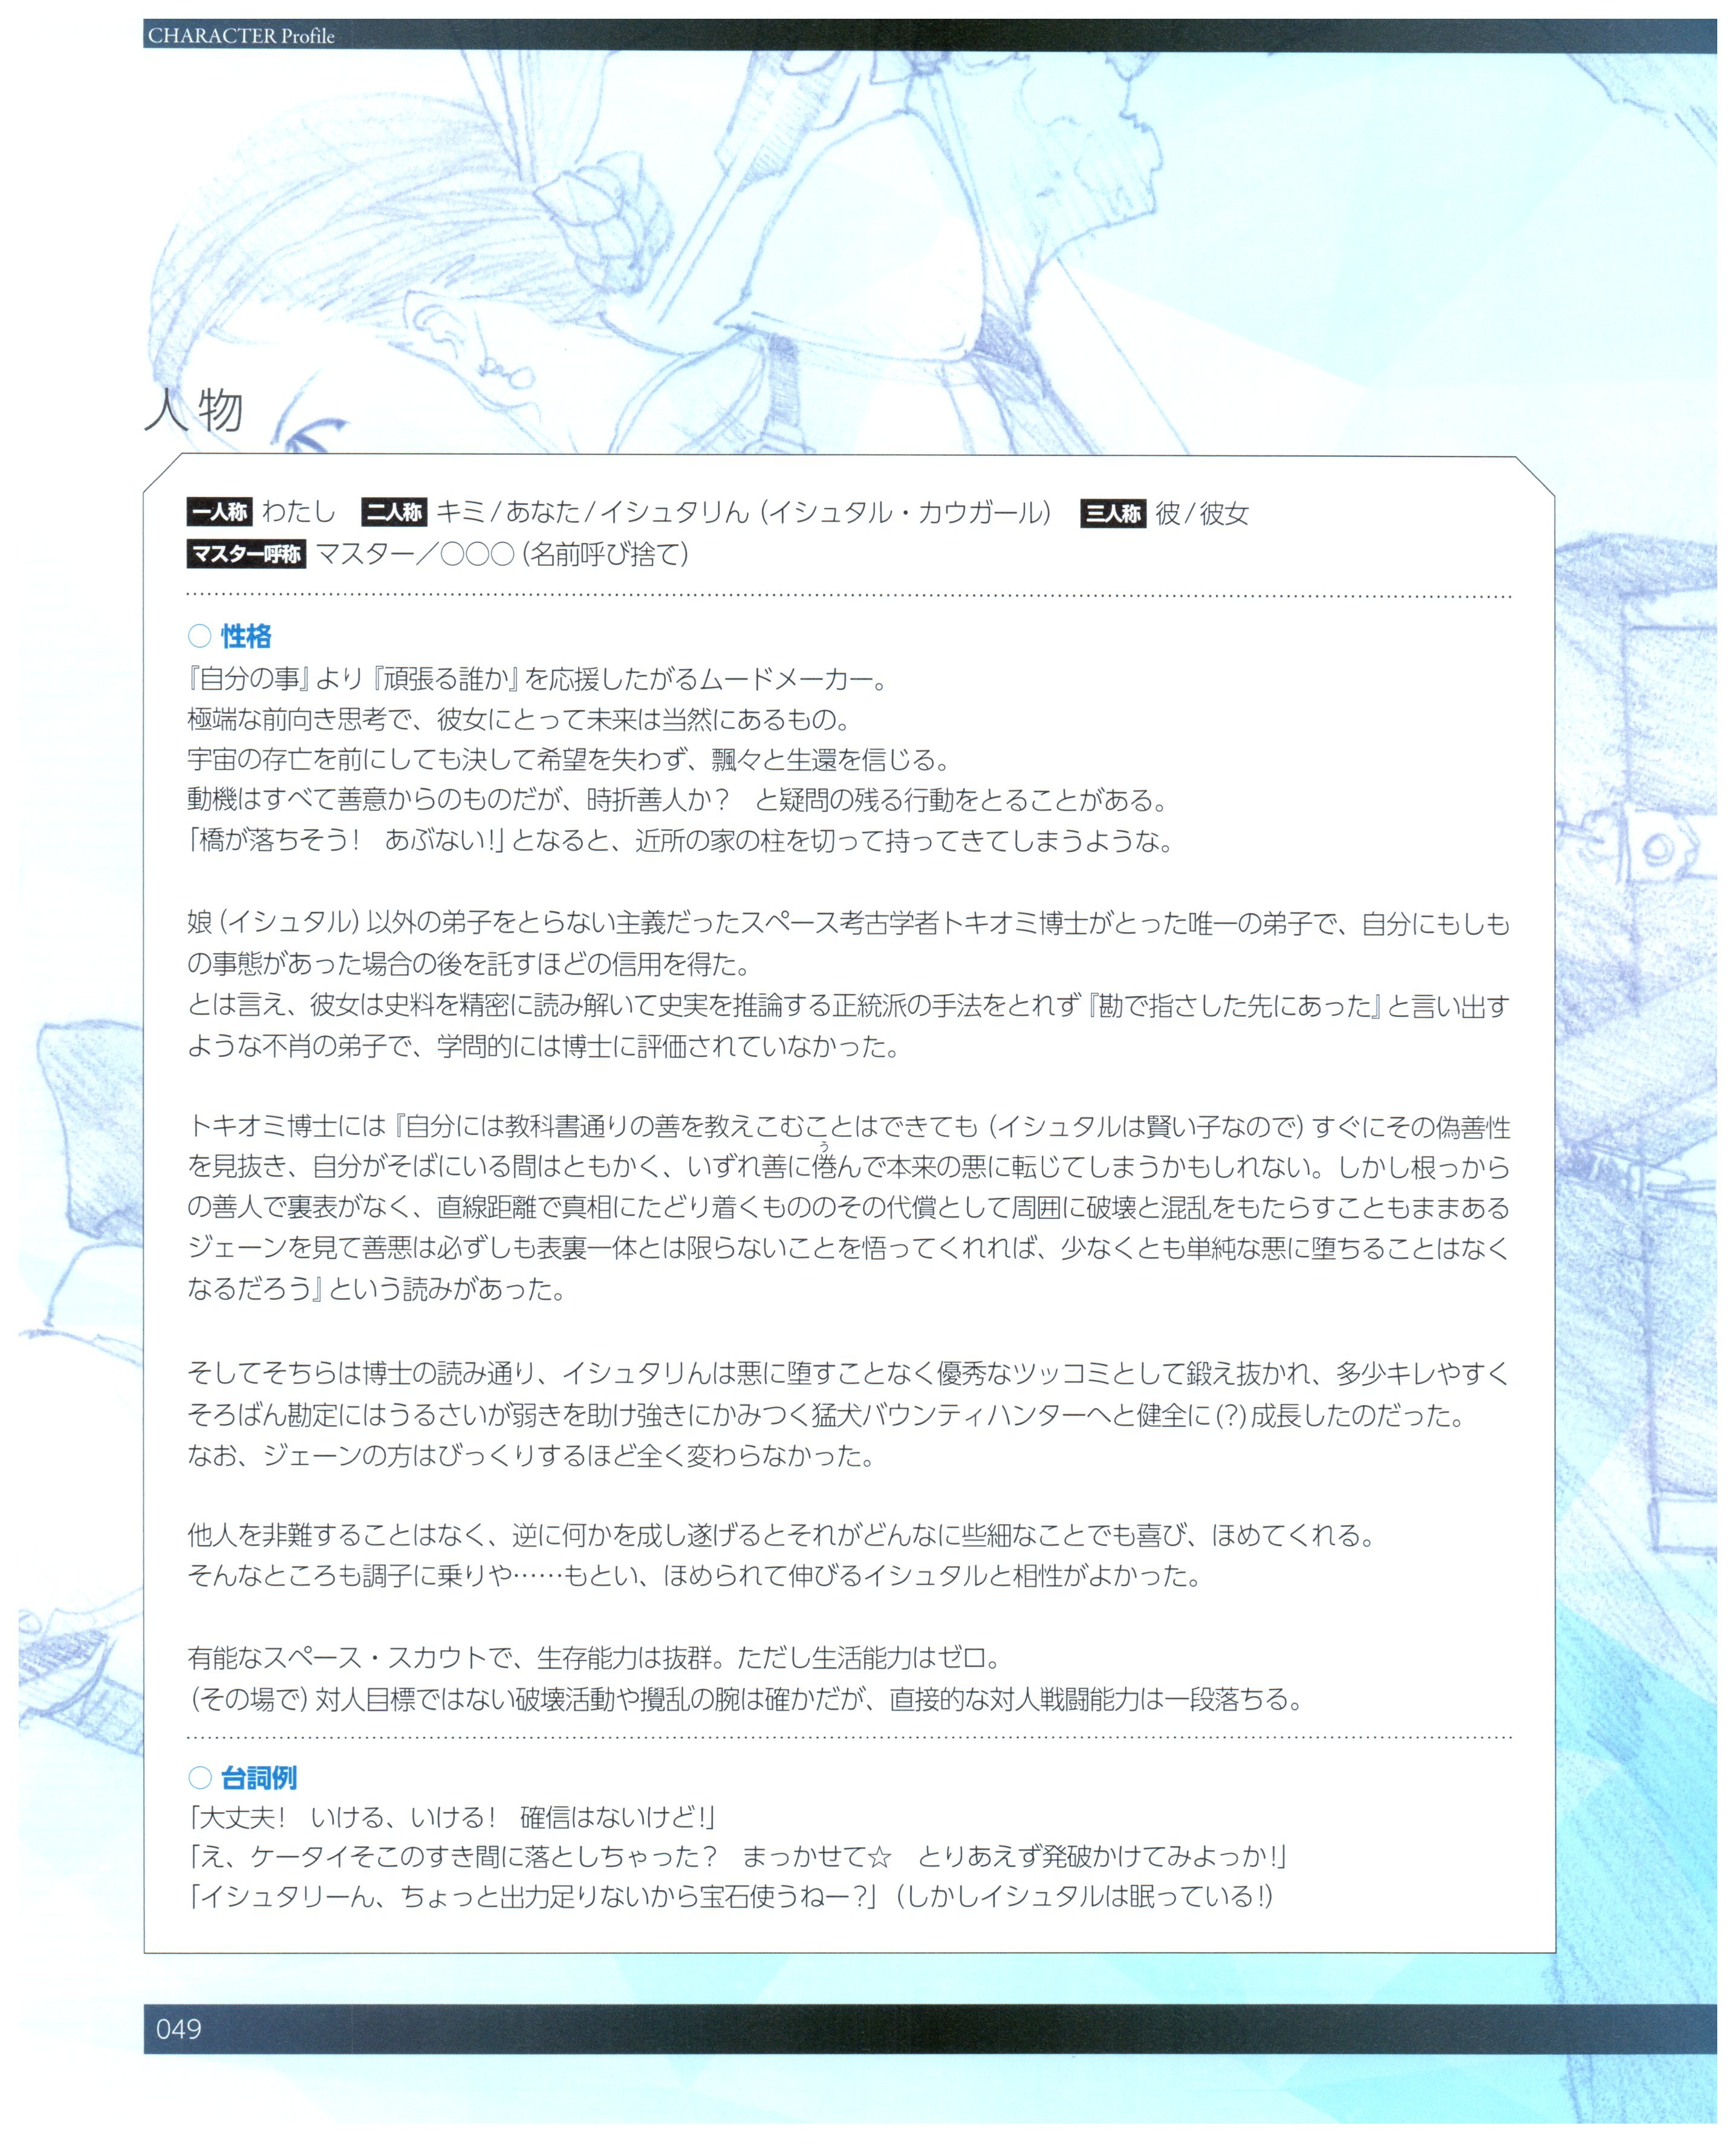 CHARACTER Profile
人物
一人称 わたし 二人称 キミ/あなた/イシュタりん(イシュタル・カウガール) 三人称 彼/彼女
マスター呼称 マスター/○○○(名前呼び捨て)
○ 性格
『自分の事』より『頑張る誰か』を応援したがるムードメーカー。
極端な前向き思考で、彼女にとって未来は当然にあるもの。
宇宙の存亡を前にしても決して希望を失わず、飄々と生還を信じる。
動機はすべて善意からのものだが、時折善人か? と疑問の残る行動をとることがある。
「橋が落ちそう! あぶない!」となると、近所の家の柱を切って持ってきてしまうような。
娘(イシュタル)以外の弟子をとらない主義だったスペース考古学者トキオミ博士がとった唯一の弟子で、自分にもしも
の事態があった場合の後を託すほどの信用を得た。
とは言え、彼女は史料を精密に読み解いて史実を推論する正統派の手法をとれず『勘で指さした先にあった』と言い出す
ような不肖の弟子で、学問的には博士に評価されていなかった。
トキオミ博士には『自分には教科書通りの善を教えこむことはできても(イシュタルは賢い子なので)すぐにその偽善性
を見抜き、自分がそばにいる間はともかく、いずれ善に倦んで本来の悪に転じてしまうかもしれない。しかし根っから
の善人で裏表がなく、直線距離で真相にたどり着くもののその代償として周囲に破壊と混乱をもたらすこともままある
ジェーンを見て善悪は必ずしも表裏一体とは限らないことを悟ってくれれば、少なくとも単純な悪に堕ちることはなく
なるだろう』という読みがあった。
そしてそちらは博士の読み通り、イシュタりんは悪に堕すことなく優秀なツッコミとして鍛え抜かれ、多少キレやすく
そろばん勘定にはうるさいが弱きを助け強きにかみつく猛犬バウンティハンターへと健全に(?)成長したのだった。
なお、ジェーンの方はびっくりするほど全く変わらなかった。
他人を非難することはなく、逆に何かを成し遂げるとそれがどんなに些細なことでも喜び、ほめてくれる。
そんなところも調子に乗りや……もとい、ほめられて伸びるイシュタルと相性がよかった。
有能なスペース・スカウトで、生存能力は抜群。ただし生活能力はゼロ。
(その場で)対人目標ではない破壊活動や攪乱の腕は確かだが、直接的な対人戦闘能力は一段落ちる。
○ 台詞例
「大丈夫! いける、いける! 確信はないけど!」
「え、ケータイそこのすき間に落としちゃった? まっかせて☆ とりあえず発破かけてみよっか!」
「イシュタリーん、ちょっと出力足りないから宝石使うねー?」(しかしイシュタルは眠っている!)
049